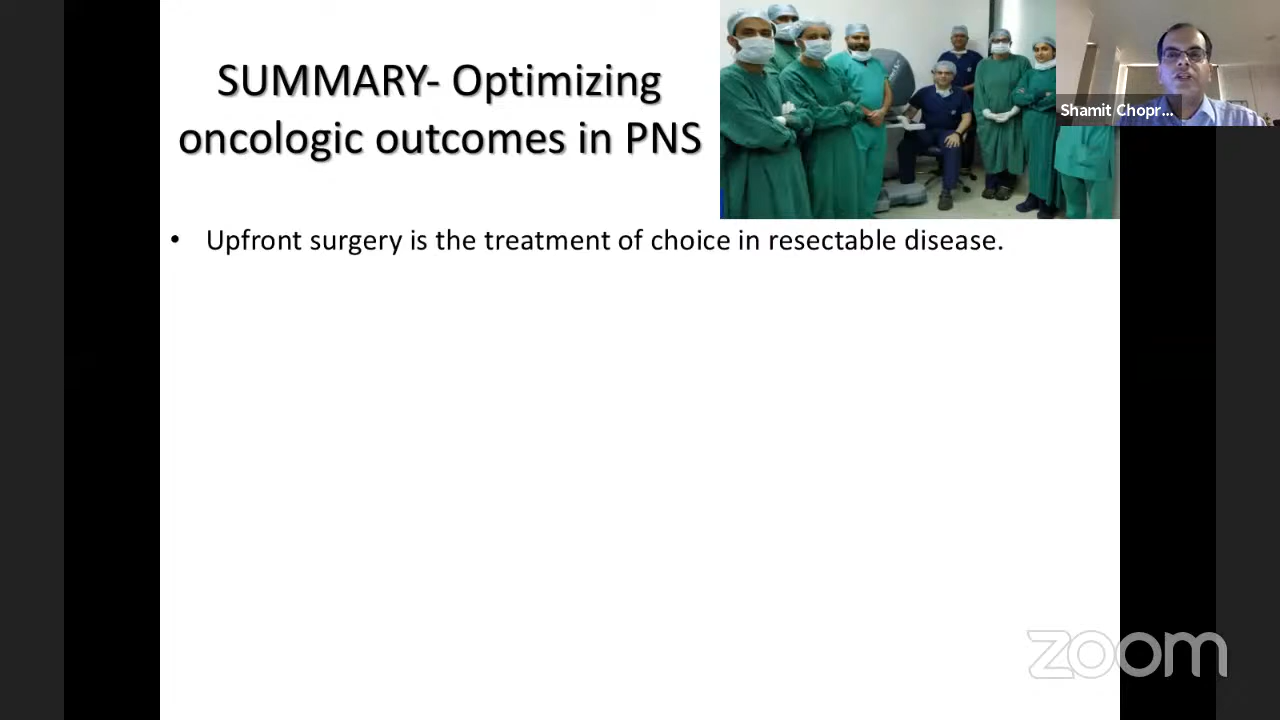 SUMMARY- Optimizing
oncologic outcomes in PNS
Shamit Chopr...
• Upfront surgery is the treatment of choice in resectable disease.
zoom